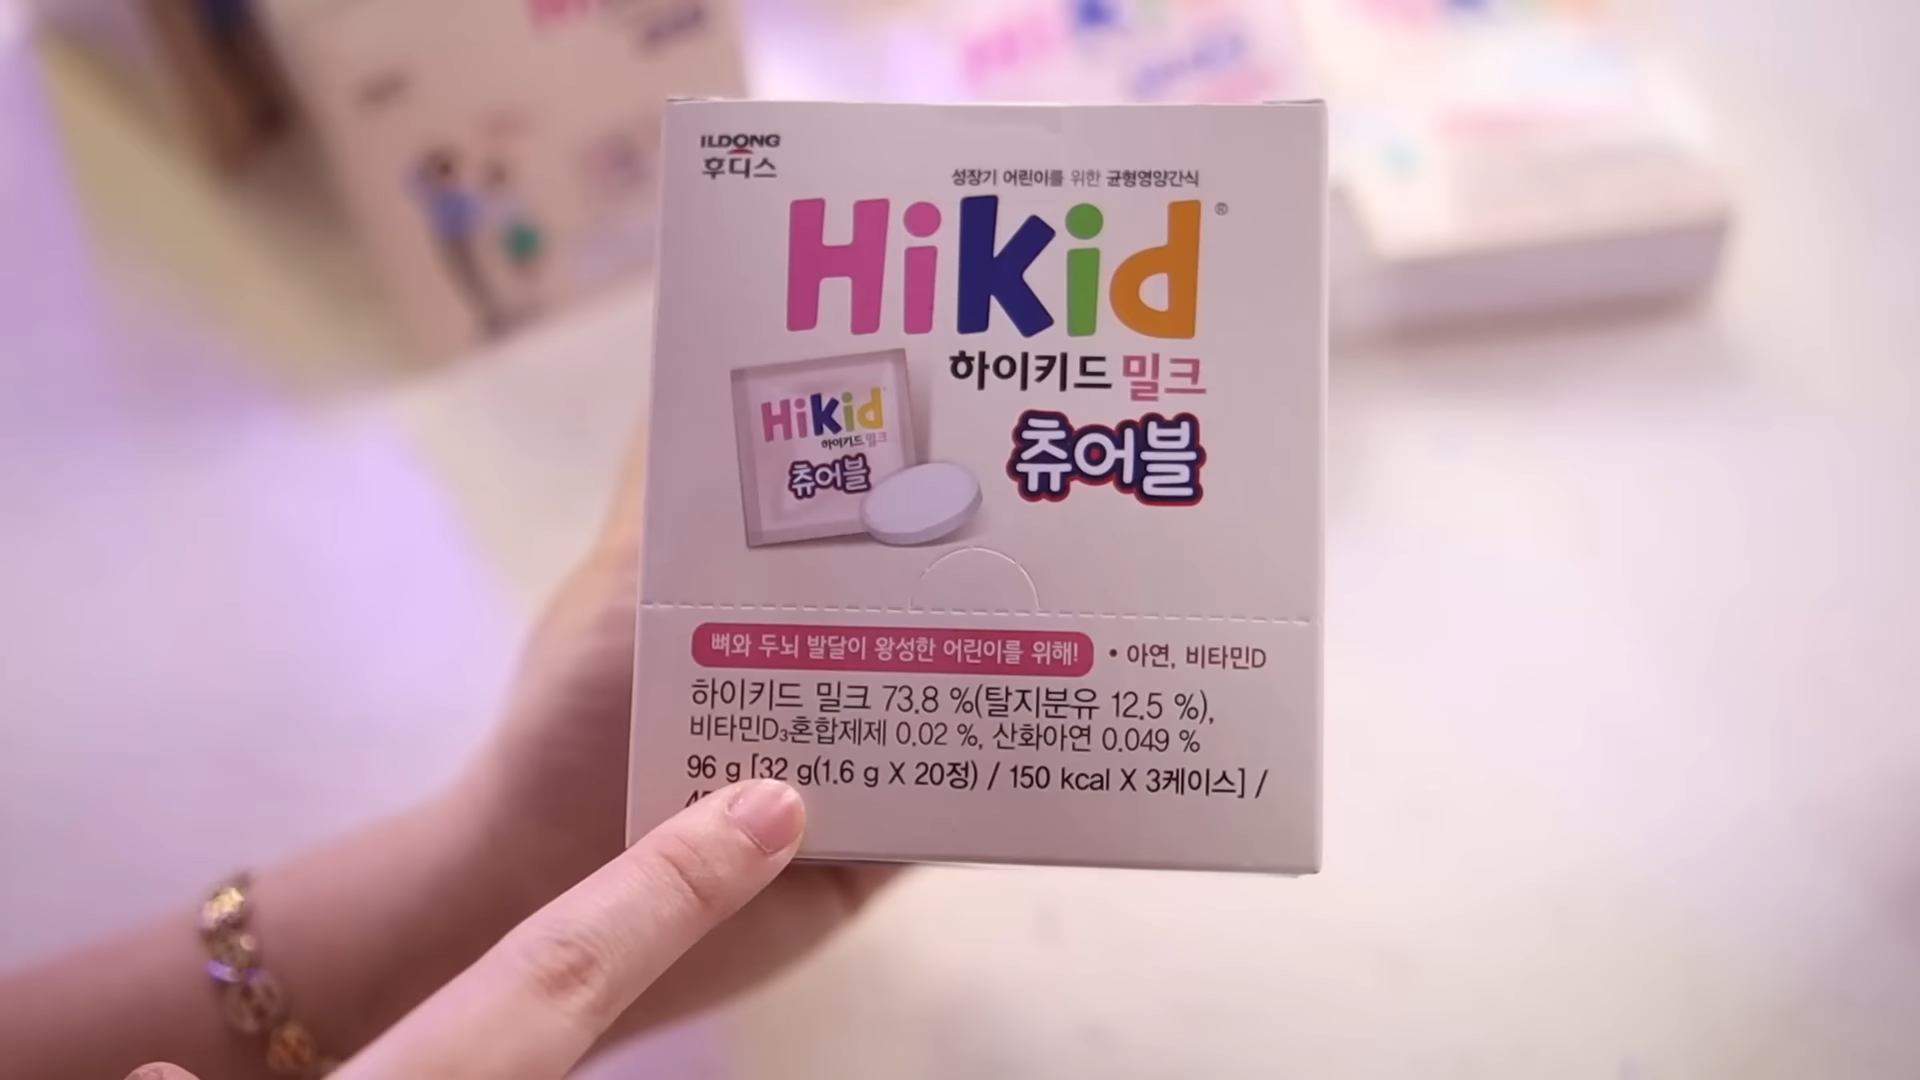 ILDONG
후디스
성장기 어린이를 위한 균형영양간식
Hikid®
하이키드 밀크
츄어블
Hikid
하이키드 밀크
츄어블
뼈와 두뇌 발달이 왕성한 어린이를 위해! • 아연, 비타민D
하이키드 밀크 73.8 %(탈지분유 12.5 %),
비타민D₃혼합제제 0.02 %, 산화아연 0.049 %
96 g [32 g(1.6 g X 20정) / 150 kcal X 3케이스] /